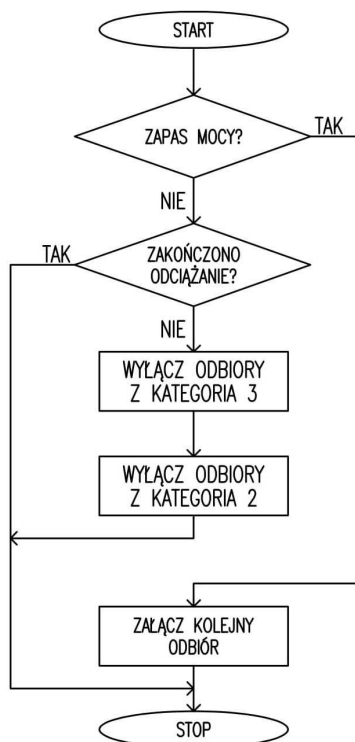 START
ZAPAS MOCY?
TAK
NIE
TAK
ZAKOŃCZONO
ODCIĄŻANIE?
NIE
WYŁĄCZ ODBIORY
Z KATEGORIA 3
WYŁĄCZ ODBIORY
Z KATEGORIA 2
ZAŁĄCZ KOLEJNY
ODBIÓR
STOP